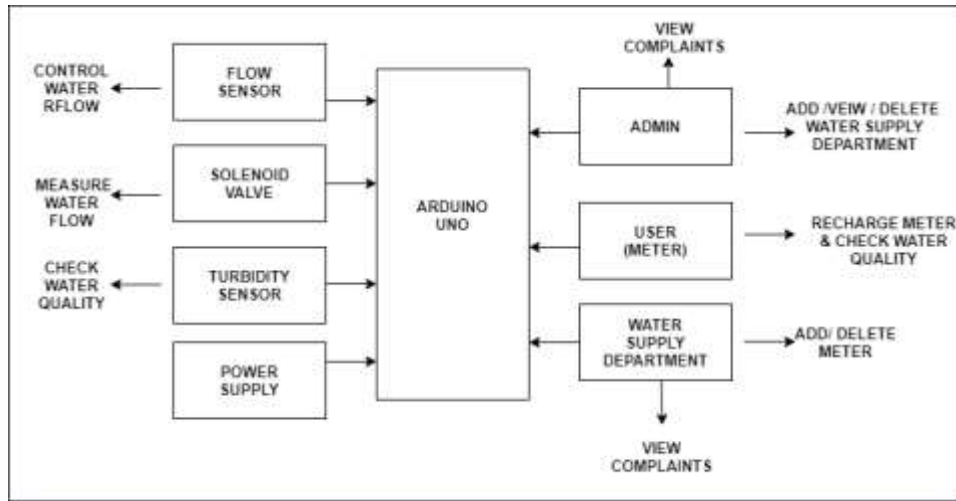 VIEW
COMPLAINTS
CONTROL
WATER
RFLOW
FLOW
SENSOR
ADMIN
ADD /VEIW / DELETE
WATER SUPPLY
DEPARTMENT
MEASURE
WATER
FLOW
SOLENOID
VALVE
ARDUINO
UNO
USER
(METER)
RECHARGE METER
& CHECK WATER
QUALITY
CHECK
WATER
QUALITY
TURBIDITY
SENSOR
WATER
SUPPLY
DEPARTMENT
ADD/ DELETE
METER
POWER
SUPPLY
VIEW
COMPLAINTS